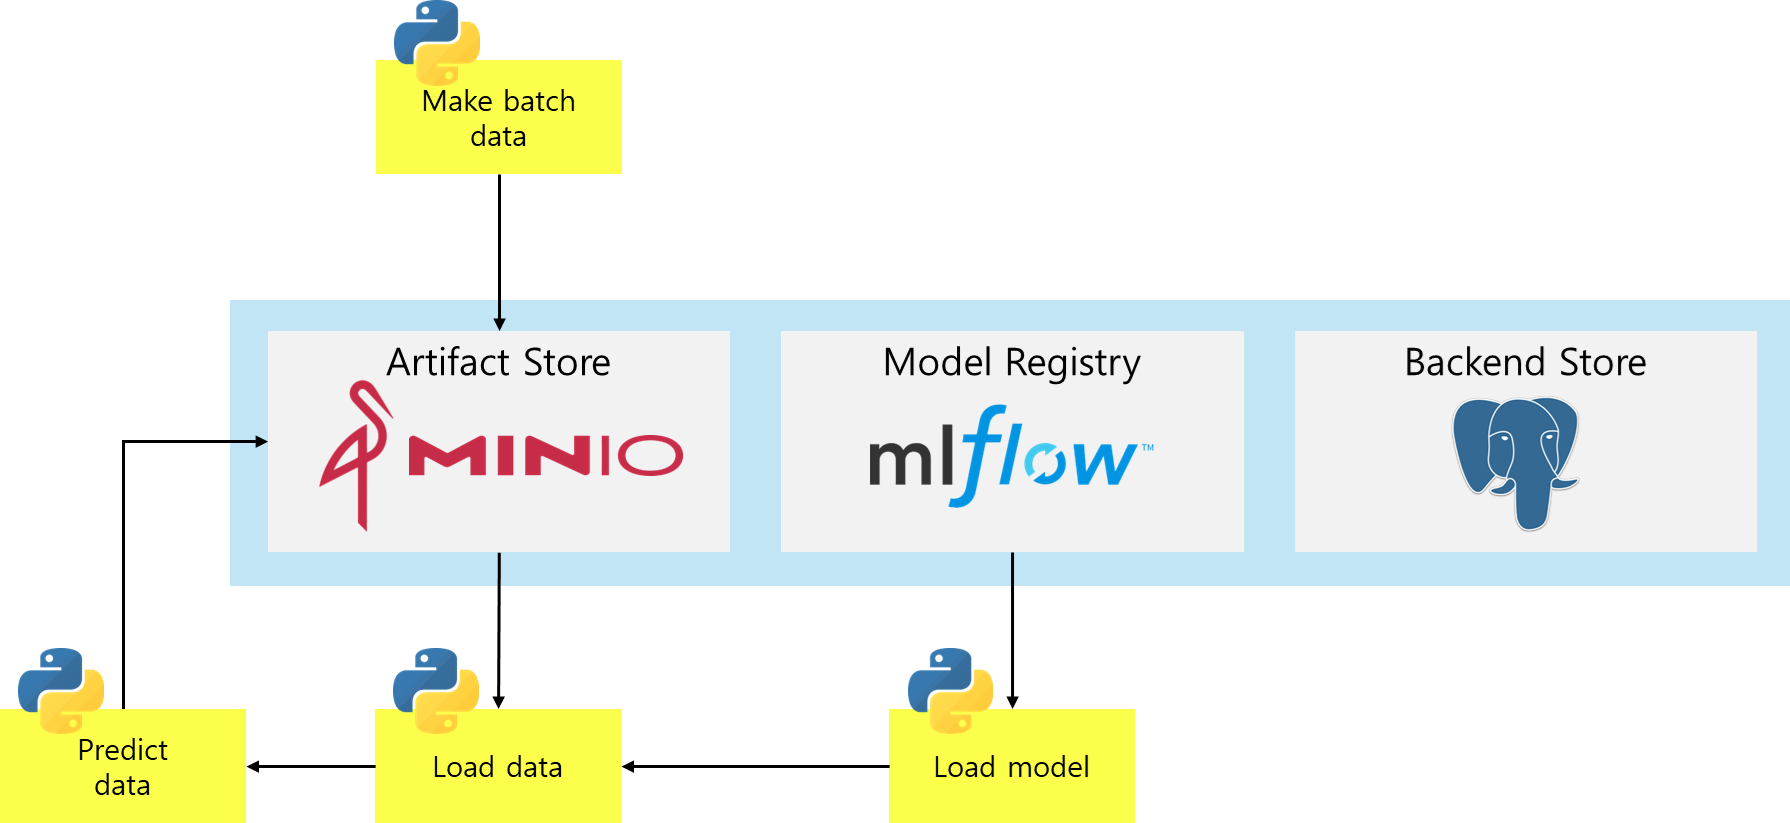 Make batch
data
Artifact Store
MINIO
Model Registry
mlflow™
Backend Store
Predict
data
Load data
Load model